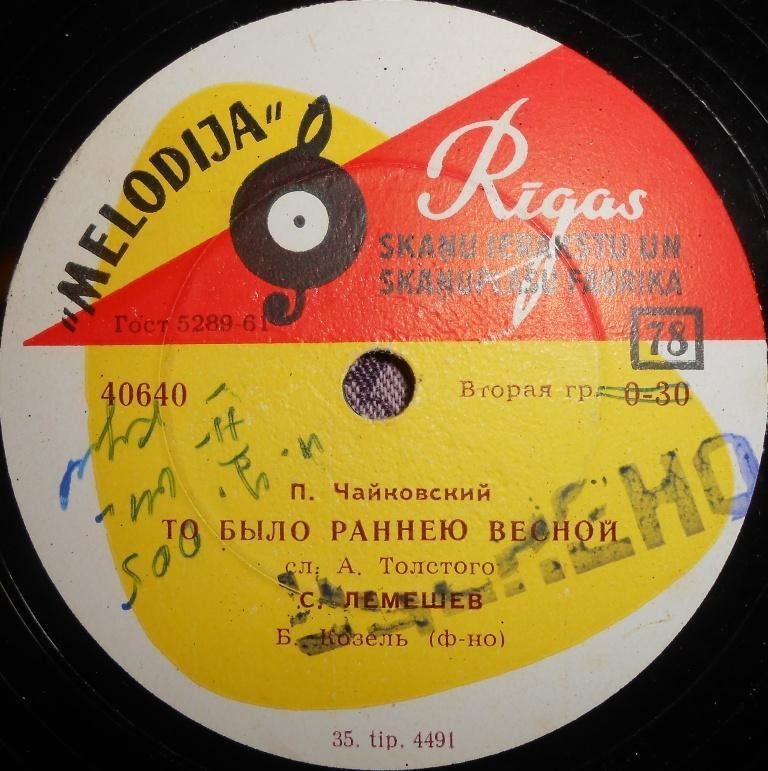 "MELODIJA"
Rīgas
SKAŅU IERAKSTU UN
SKAŅUPLAŠU FABRIKA
Гост 5289-61
78
40640
Вторая гр. 0-30
П. Чайковский
ТО БЫЛО РАННЕЮ ВЕСНОЙ
сл. А. Толстого
С. ЛЕМЕШЕВ
Б. Козель (ф-но)
УЦЕНЕНО
35. tip. 4491